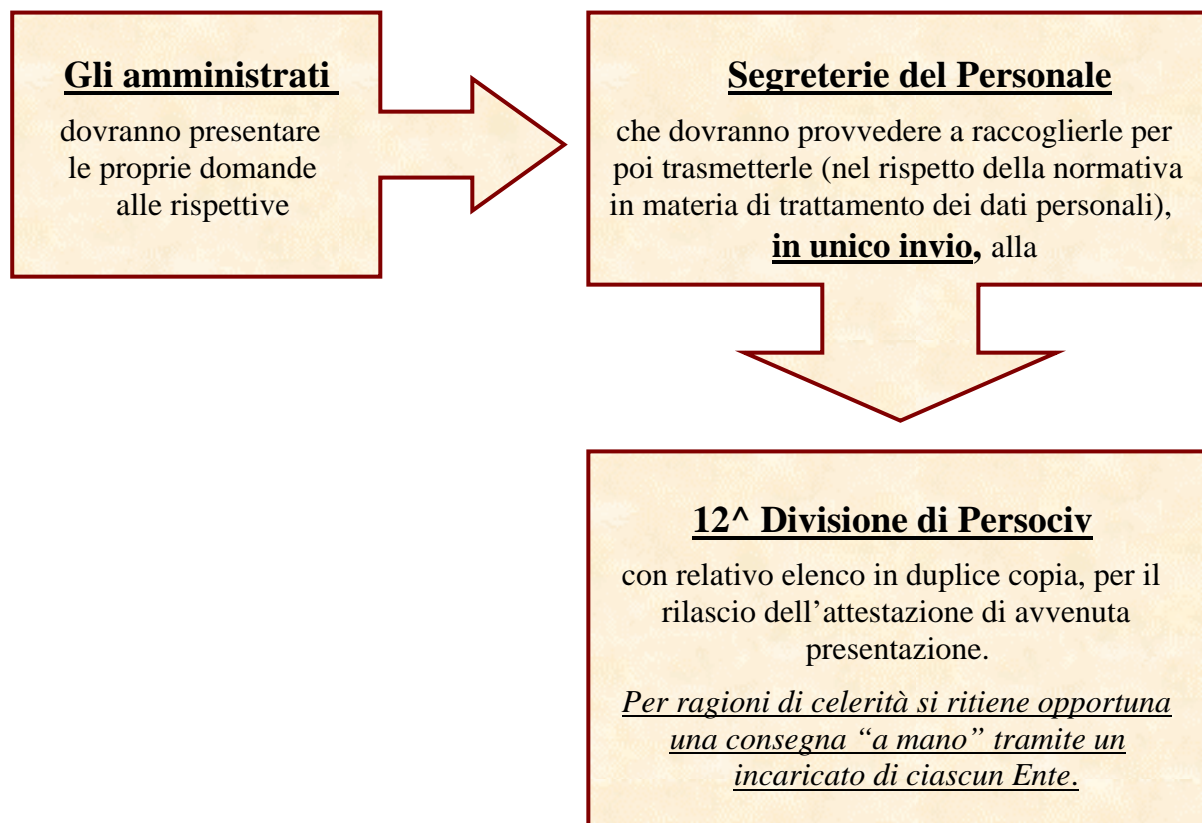 Gli amministrati
dovranno presentare
le proprie domande
alle rispettive
Segreterie del Personale
che dovranno provvedere a raccoglierle per
poi trasmetterle (nel rispetto della normativa
in materia di trattamento dei dati personali),
in unico invio, alla
12^ Divisione di Persociv
con relativo elenco in duplice copia, per il
rilascio dell’attestazione di avvenuta
presentazione.
Per ragioni di celerità si ritiene opportuna
una consegna “a mano” tramite un
incaricato di ciascun Ente.